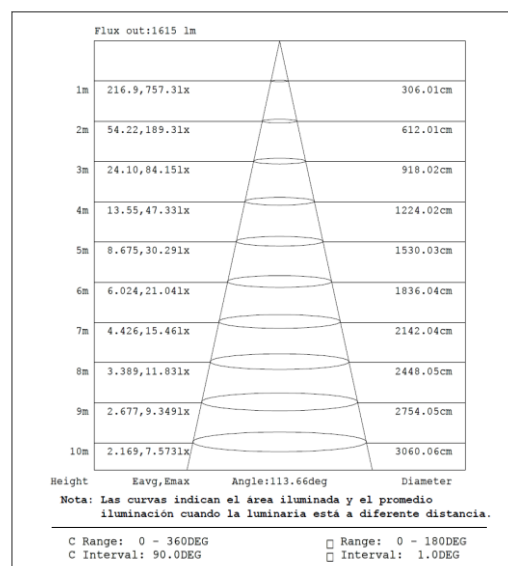 Flux out:1615 lm
1m 216.9,757.3lx 306.01cm
2m 54.22,189.3lx 612.01cm
3m 24.10,84.15lx 918.02cm
4m 13.55,47.33lx 1224.02cm
5m 8.675,30.29lx 1530.03cm
6m 6.024,21.04lx 1836.04cm
7m 4.426,15.46lx 2142.04cm
8m 3.389,11.83lx 2448.05cm
9m 2.677,9.349lx 2754.05cm
10m 2.169,7.573lx 3060.06cm
Height Eavg,Emax Angle:113.66deg Diameter
Nota: Las curvas indican el área iluminada y el promedio
iluminación cuando la luminaria está a diferente distancia.
C Range: 0 - 360DEG □ Range: 0 - 180DEG
C Interval: 90.0DEG □ Interval: 1.0DEG